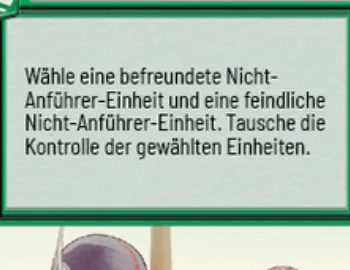 Wähle eine befreundete Nicht-
Anführer-Einheit und eine feindliche
Nicht-Anführer-Einheit. Tausche die
Kontrolle der gewählten Einheiten.